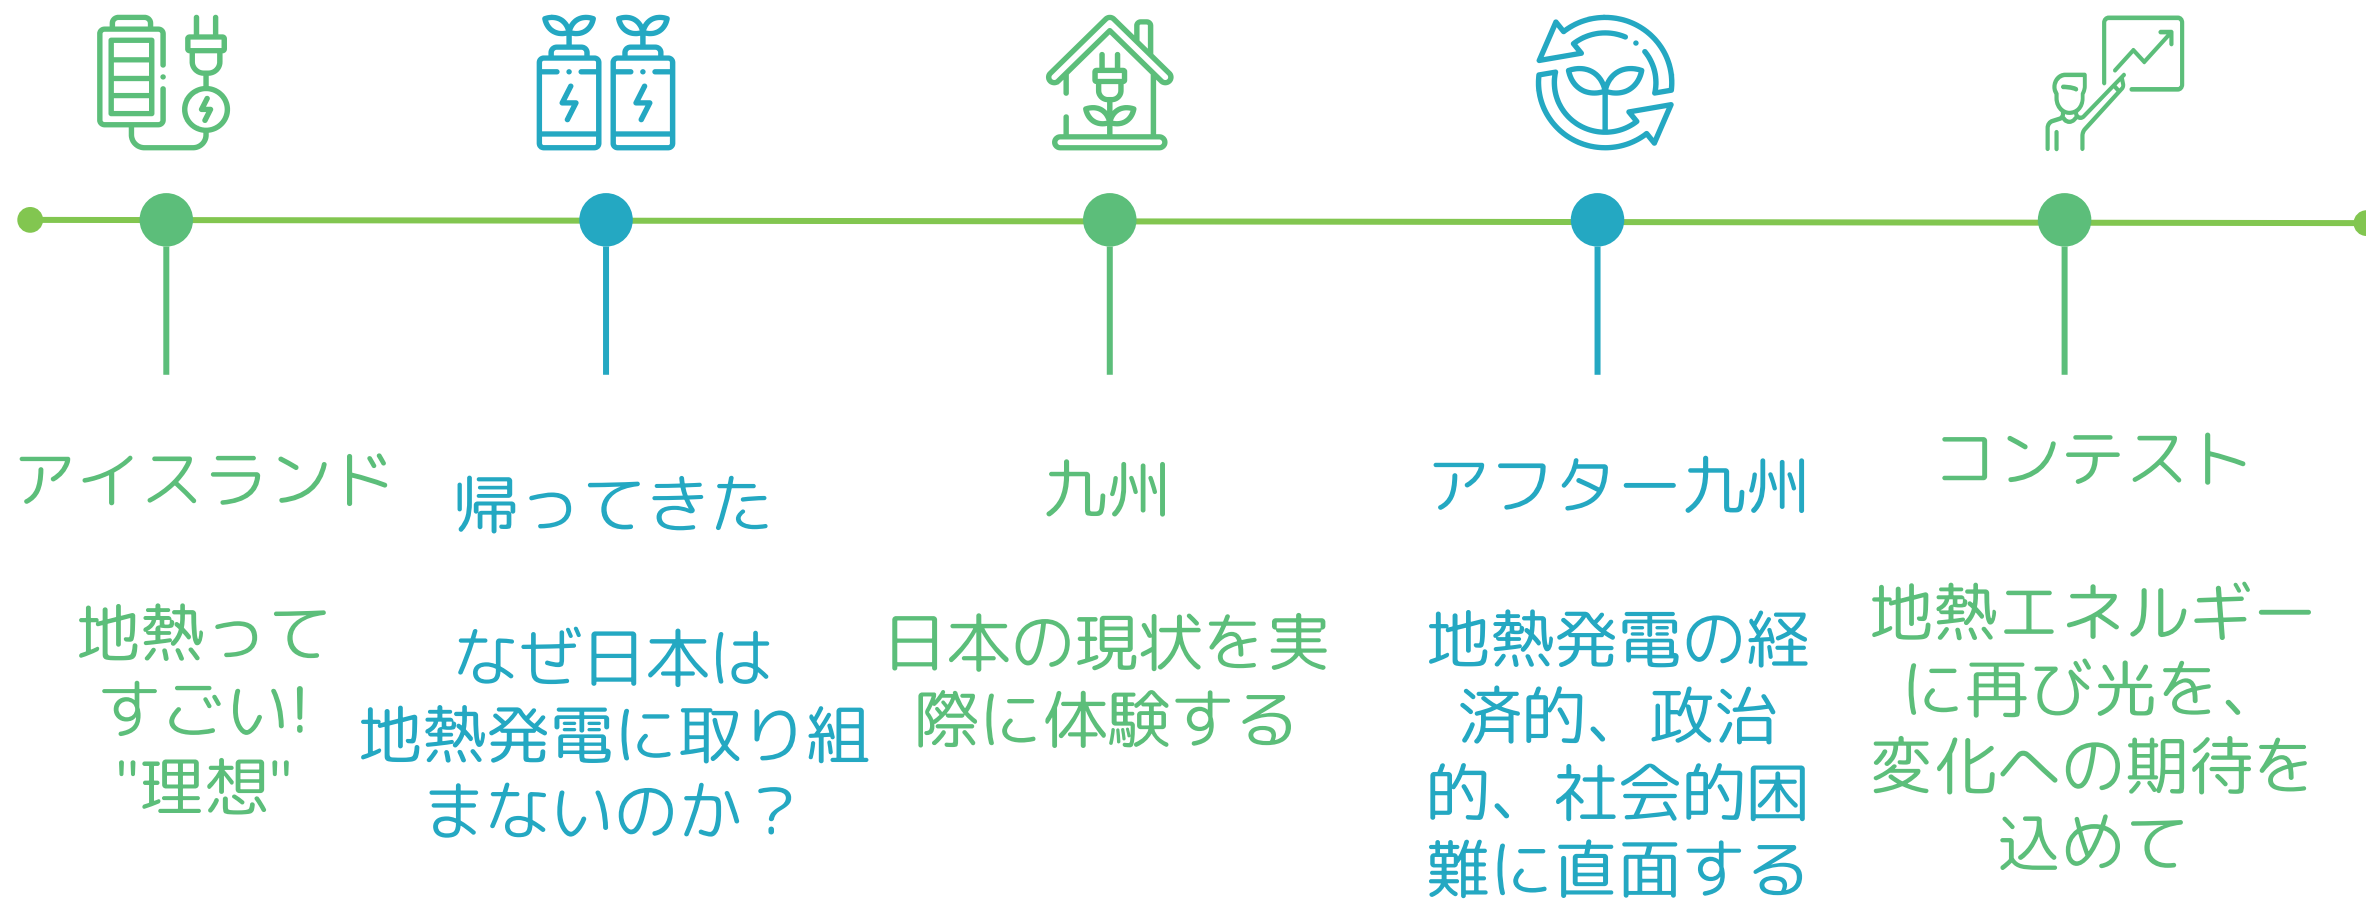 アイスランド
地熱って
すごい!
"理想"
帰ってきた
なぜ日本は
地熱発電に取り組
まないのか？
九州
日本の現状を実
際に体験する
アフター九州
地熱発電の経
済的、政治
的、社会的困
難に直面する
コンテスト
地熱エネルギー
に再び光を、
変化への期待を
込めて